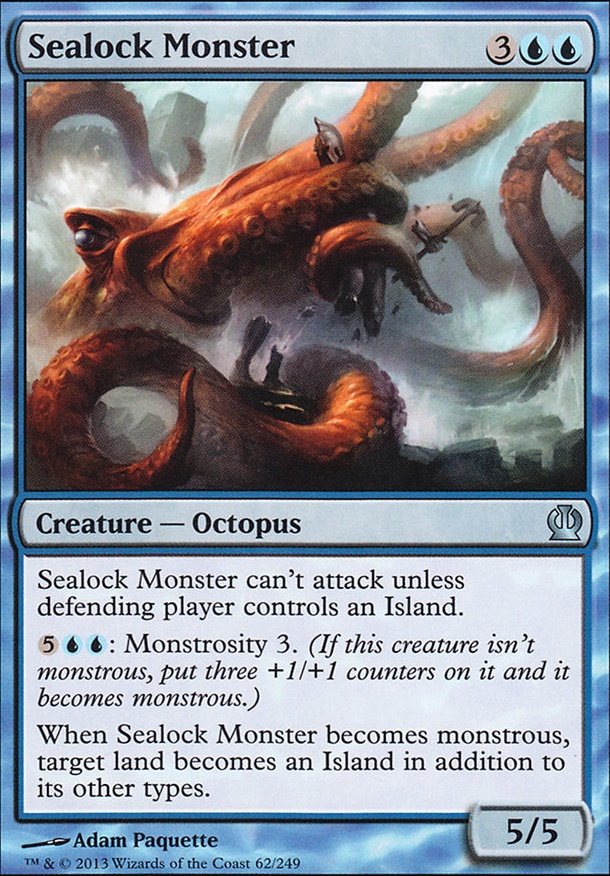 Sealock Monster 3
Creature — Octopus
Sealock Monster can't attack unless
defending player controls an Island.
5: Monstrosity 3. (If this creature isn't
monstrous, put three +1/+1 counters on it and it
becomes monstrous.)
When Sealock Monster becomes monstrous,
target land becomes an Island in addition to
its other types.
5/5
Adam Paquette
™ & © 2013 Wizards of the Coast 62/249